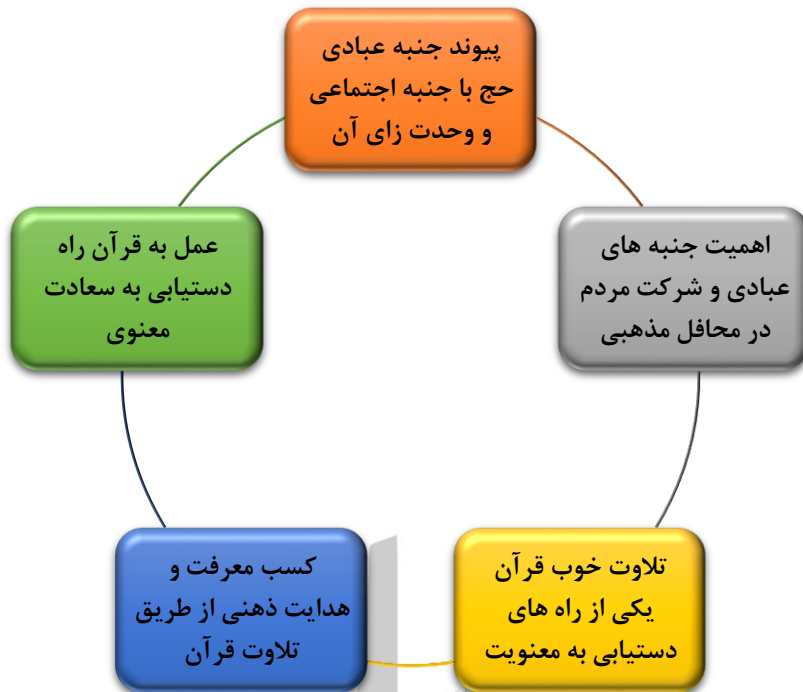 پیوند جنبه عبادی
حج با جنبه اجتماعی
و وحدت زای آن
اهمیت جنبه های
عبادی و شرکت مردم
در محافل مذهبی
تلاوت خوب قرآن
یکی از راه های
دستیابی به معنویت
کسب معرفت و
هدایت ذهنی از طریق
تلاوت قرآن
عمل به قرآن راه
دستیابی به سعادت
معنوی